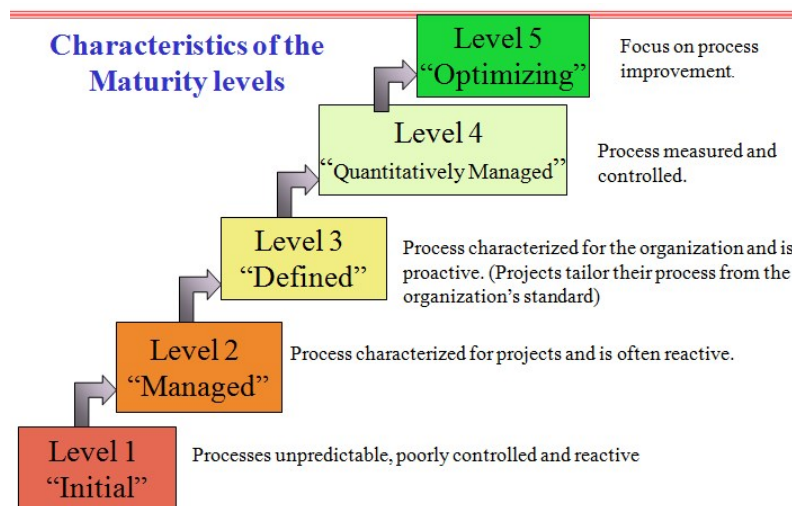 Characteristics of the
Maturity levels
Level 5
“Optimizing”
Focus on process
improvement.
Level 4
“Quantitatively Managed”
Process measured and
controlled.
Level 3
“Defined”
Process characterized for the organization and is
proactive. (Projects tailor their process from the
organization’s standard)
Level 2
“Managed”
Process characterized for projects and is often reactive.
Level 1
“Initial”
Processes unpredictable, poorly controlled and reactive